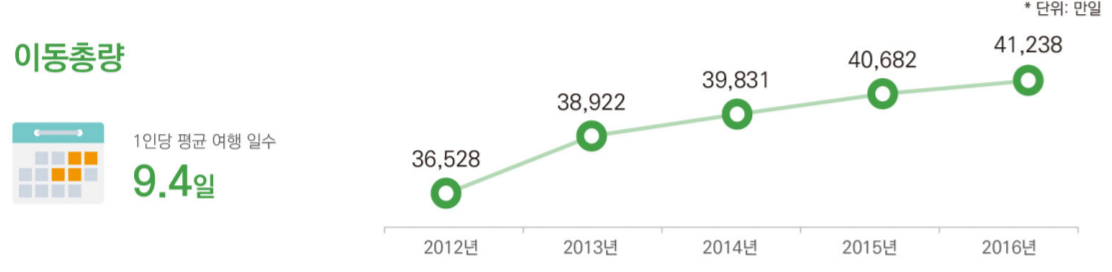 * 단위: 만일
이동총량
1인당 평균 여행 일수
9.4일
36,528
38,922
39,831
40,682
41,238
2012년 2013년 2014년 2015년 2016년